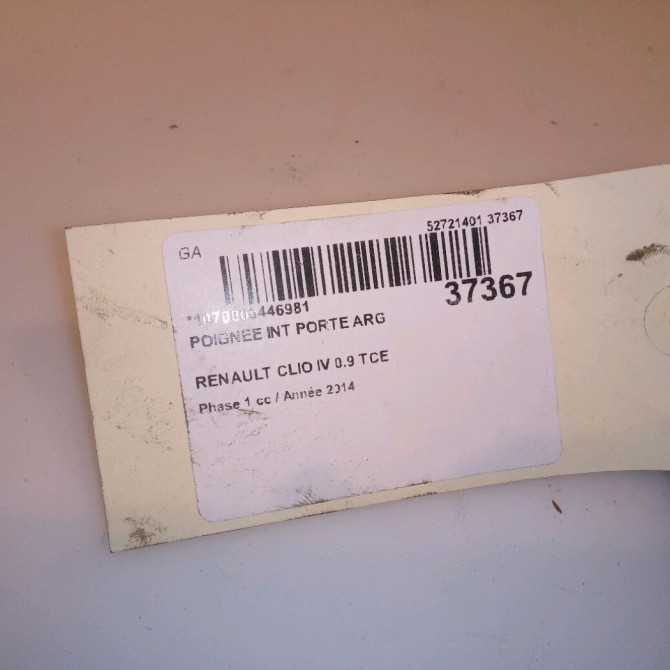 GA
52721401 37367
37367
POIGNEE INT PORTE ARG
RENAULT CLIO IV 0.9 TCE
Phase 1 cc / Année 2014